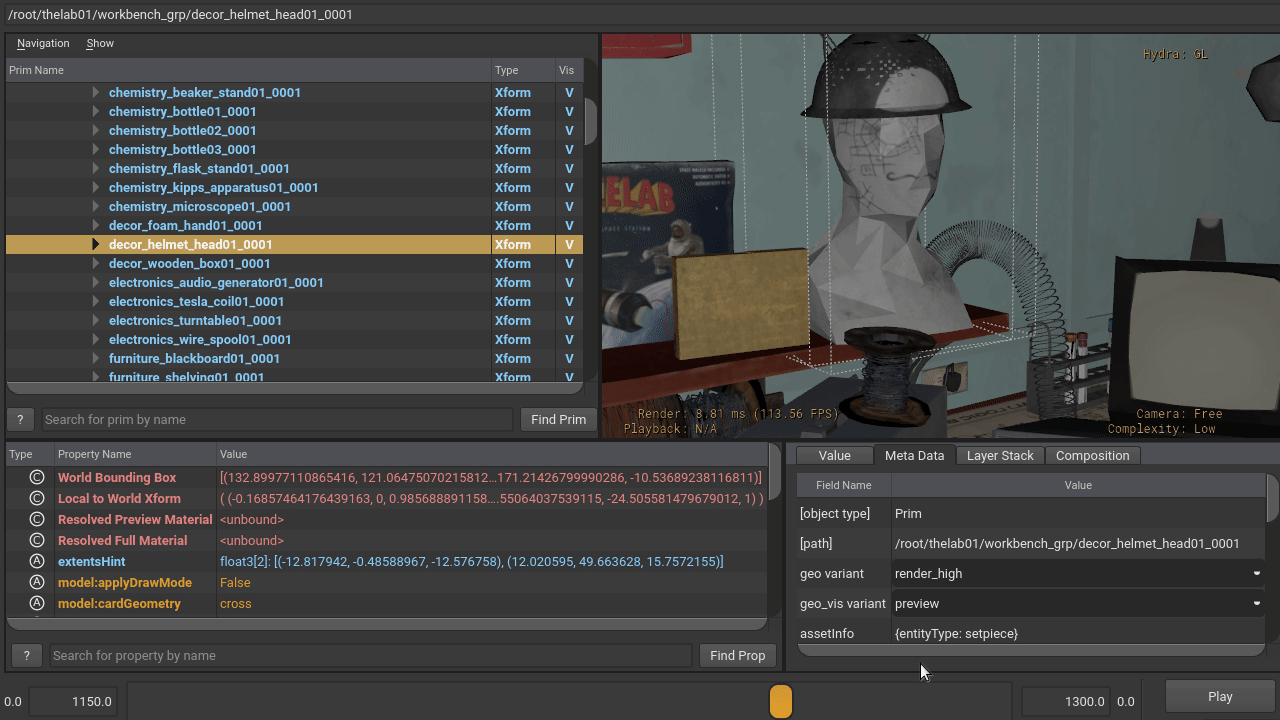 /root/thelab01/workbench_grp/decor_helmet_head01_0001
Navigation Show
Prim Name Type Vis
chemistry_beaker_stand01_0001 Xform V
chemistry_bottle01_0001 Xform V
chemistry_bottle02_0001 Xform V
chemistry_bottle03_0001 Xform V
chemistry_flask_stand01_0001 Xform V
chemistry_kipps_apparatus01_0001 Xform V
chemistry_microscope01_0001 Xform V
decor_foam_hand01_0001 Xform V
decor_helmet_head01_0001 Xform V
decor_wooden_box01_0001 Xform V
electronics_audio_generator01_0001 Xform V
electronics_tesla_coil01_0001 Xform V
electronics_turntable01_0001 Xform V
electronics_wire_spool01_0001 Xform V
furniture_blackboard01_0001 Xform V
furniture_shelving01_0001 Xform V
? Search for prim by name Find Prim
Hydra: GL
ELAB
SPACE STATION
Render: 8.81 ms (113.56 FPS)
Playback: N/A
Camera: Free
Complexity: Low
Type Property Name Value
C World Bounding Box [(132.89977110865416, 121.06475070215812...171.21426799990286, -10.53689238116811)]
C Local to World Xform ( (-0.16857464176439163, 0, 0.985688891158....55064037539115, -24.505581479679012, 1) )
C Resolved Preview Material <unbound>
C Resolved Full Material <unbound>
A extentsHint float3[2]: [(-12.817942, -0.48588967, -12.576758), (12.020595, 49.663628, 15.7572155)]
A model:applyDrawMode False
A model:cardGeometry cross
? Search for property by name Find Prop
Value Meta Data Layer Stack Composition
Field Name Value
[object type] Prim
[path] /root/thelab01/workbench_grp/decor_helmet_head01_0001
geo variant render_high
geo_vis variant preview
assetInfo {entityType: setpiece}
0.0 1150.0 1300.0 0.0 Play